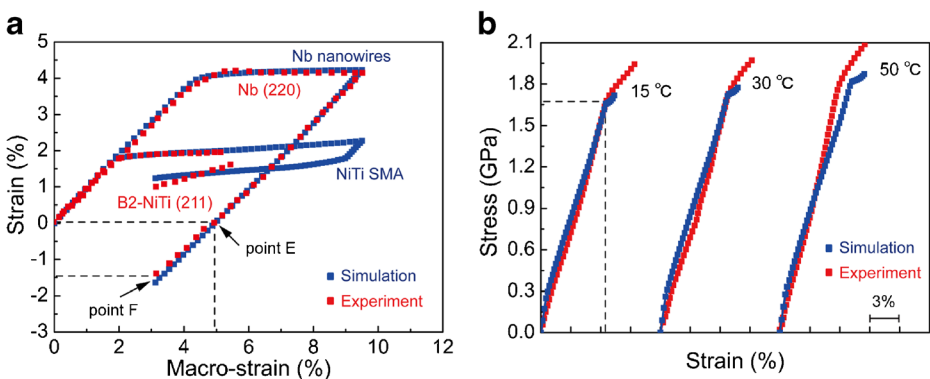 a
5
4
3
2
1
0
-1
-2
-3
0 2 4 6 8 10 12
Strain (%)
Macro-strain (%)
Nb nanowires
Nb (220)
NiTi SMA
B2-NiTi (211)
point E
point F
Simulation
Experiment
b
2.1
1.8
1.5
1.2
0.9
0.6
0.3
0.0
Stress (GPa)
Strain (%)
15 °C
30 °C
50 °C
Simulation
Experiment
3%